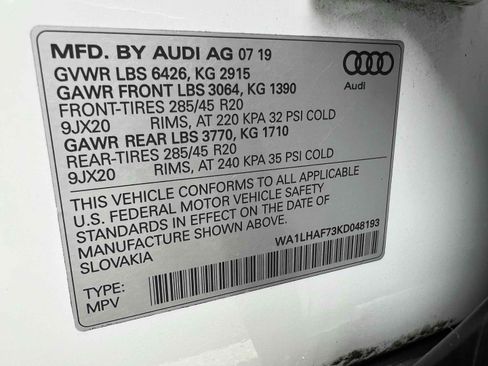 MFD. BY AUDI AG 07 19
GVWR LBS 6426, KG 2915
GAWR FRONT LBS 3064, KG 1390
FRONT-TIRES 285/45 R20
9JX20 RIMS, AT 220 KPA 32 PSI COLD
GAWR REAR LBS 3770, KG 1710
REAR-TIRES 285/45 R20
9JX20 RIMS, AT 240 KPA 35 PSI COLD
Audi
THIS VEHICLE CONFORMS TO ALL APPLICABLE
U.S. FEDERAL MOTOR VEHICLE SAFETY
STANDARDS IN EFFECT ON THE DATE OF
MANUFACTURE SHOWN ABOVE.
SLOVAKIA WA1LHAF73KD048193
TYPE:
MPV